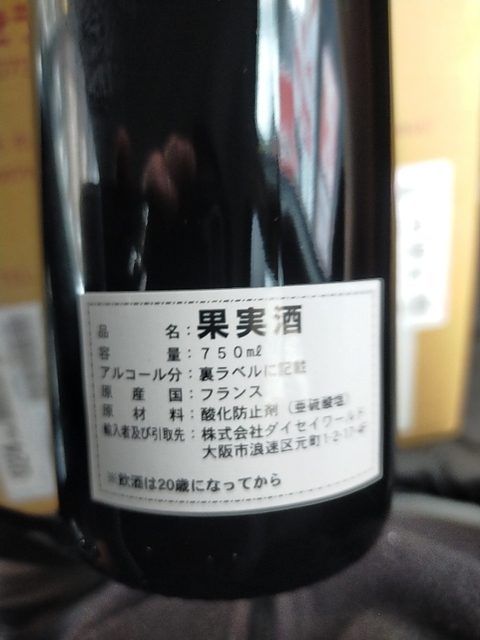 品名：果実酒
容量：750㎖
アルコール分：裏ラベルに記載
原産国：フランス
原材料：酸化防止剤（亜硫酸塩）
輸入者及び引取先：株式会社ダイセイワールド
大阪市浪速区元町1-2-17-4F
※飲酒は20歳になってから